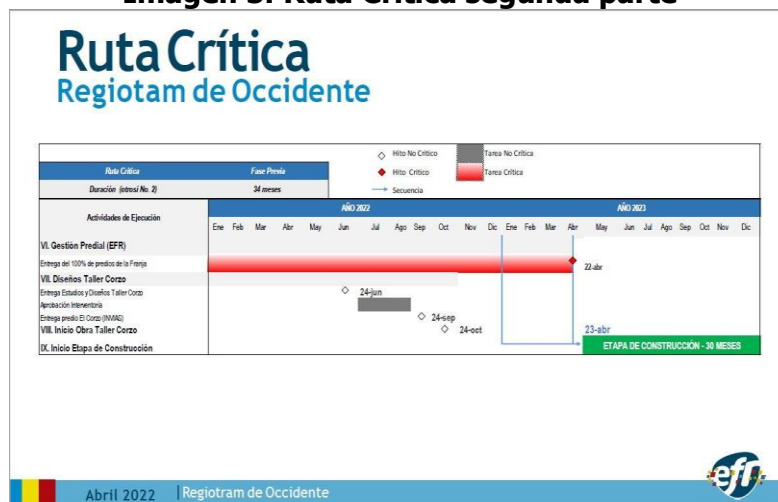 Imagen 5: Ruta Crítica segunda parte
Ruta Crítica
Regiotam de Occidente
Hito No Crítico
Tarea No Crítica
Ruta Crítica Fase Previa
Hito Crítico
Tarea Crítica
Duración (otrosí No. 2) 34 meses
Secuencia
Actividades de Ejecución
AÑO 2022 AÑO 2023
Ene Feb Mar Abr May Jun Jul Ago Sep Oct Nov Dic Ene Feb Mar Abr May Jun Jul Ago Sep Oct Nov Dic
VI. Gestión Predial (EFR)
Entrega del 100% de predios de la Franja 22-abr
VII. Diseños Taller Corzo
Entrega Estudios y Diseños Taller Corzo 24-jun
Aprobación Interventoría
Entrega predio El Corzo (INVIAS) 24-sep
VIII. Inicio Obra Taller Corzo 24-oct 23-abr
IX. Inicio Etapa de Construcción ETAPA DE CONSTRUCCIÓN - 30 MESES
Abril 2022 | Regiotram de Occidente
efr